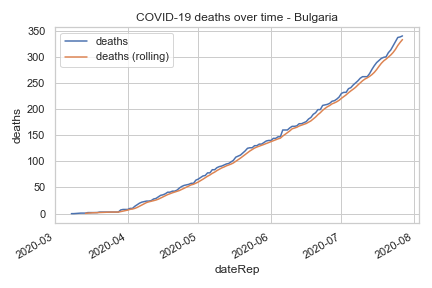 COVID-19 deaths over time - Bulgaria
deaths
deaths (rolling)
350
300
250
200
150
100
50
0
deaths
2020-03
2020-04
2020-05
2020-06
2020-07
2020-08
dateRep